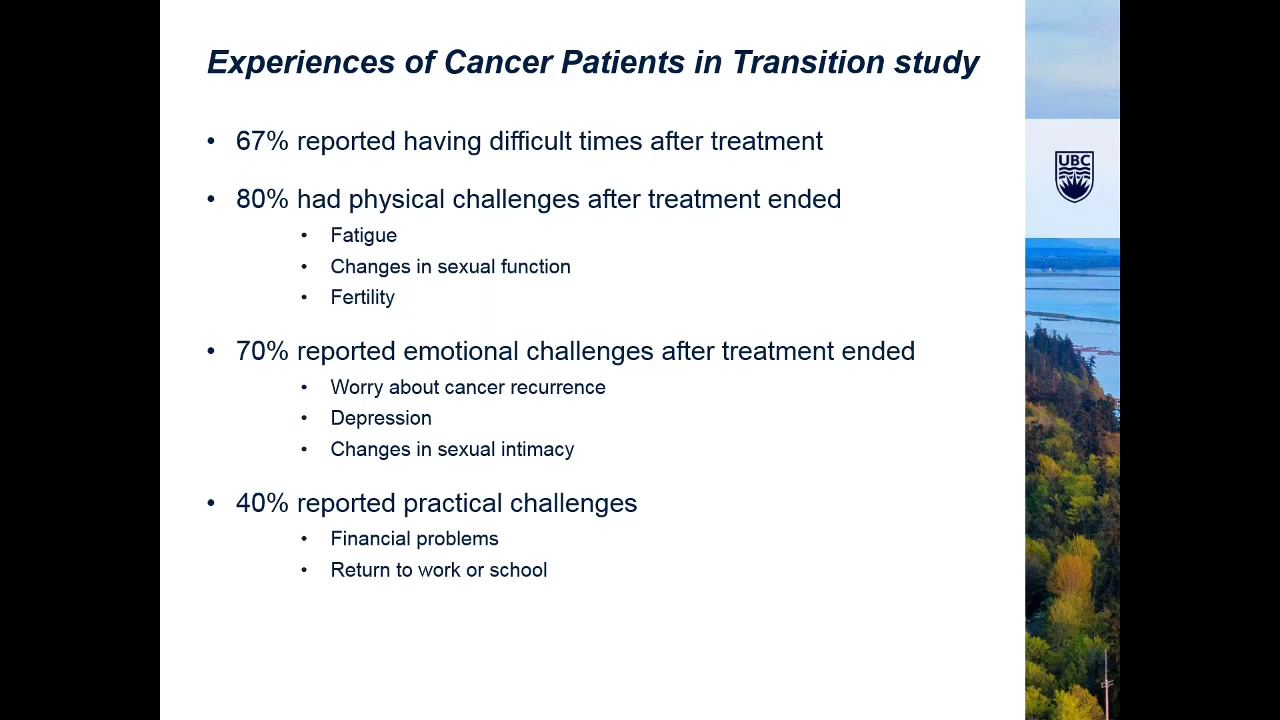 Experiences of Cancer Patients in Transition study
• 67% reported having difficult times after treatment
• 80% had physical challenges after treatment ended
• Fatigue
• Changes in sexual function
• Fertility
• 70% reported emotional challenges after treatment ended
• Worry about cancer recurrence
• Depression
• Changes in sexual intimacy
• 40% reported practical challenges
• Financial problems
• Return to work or school
UBC